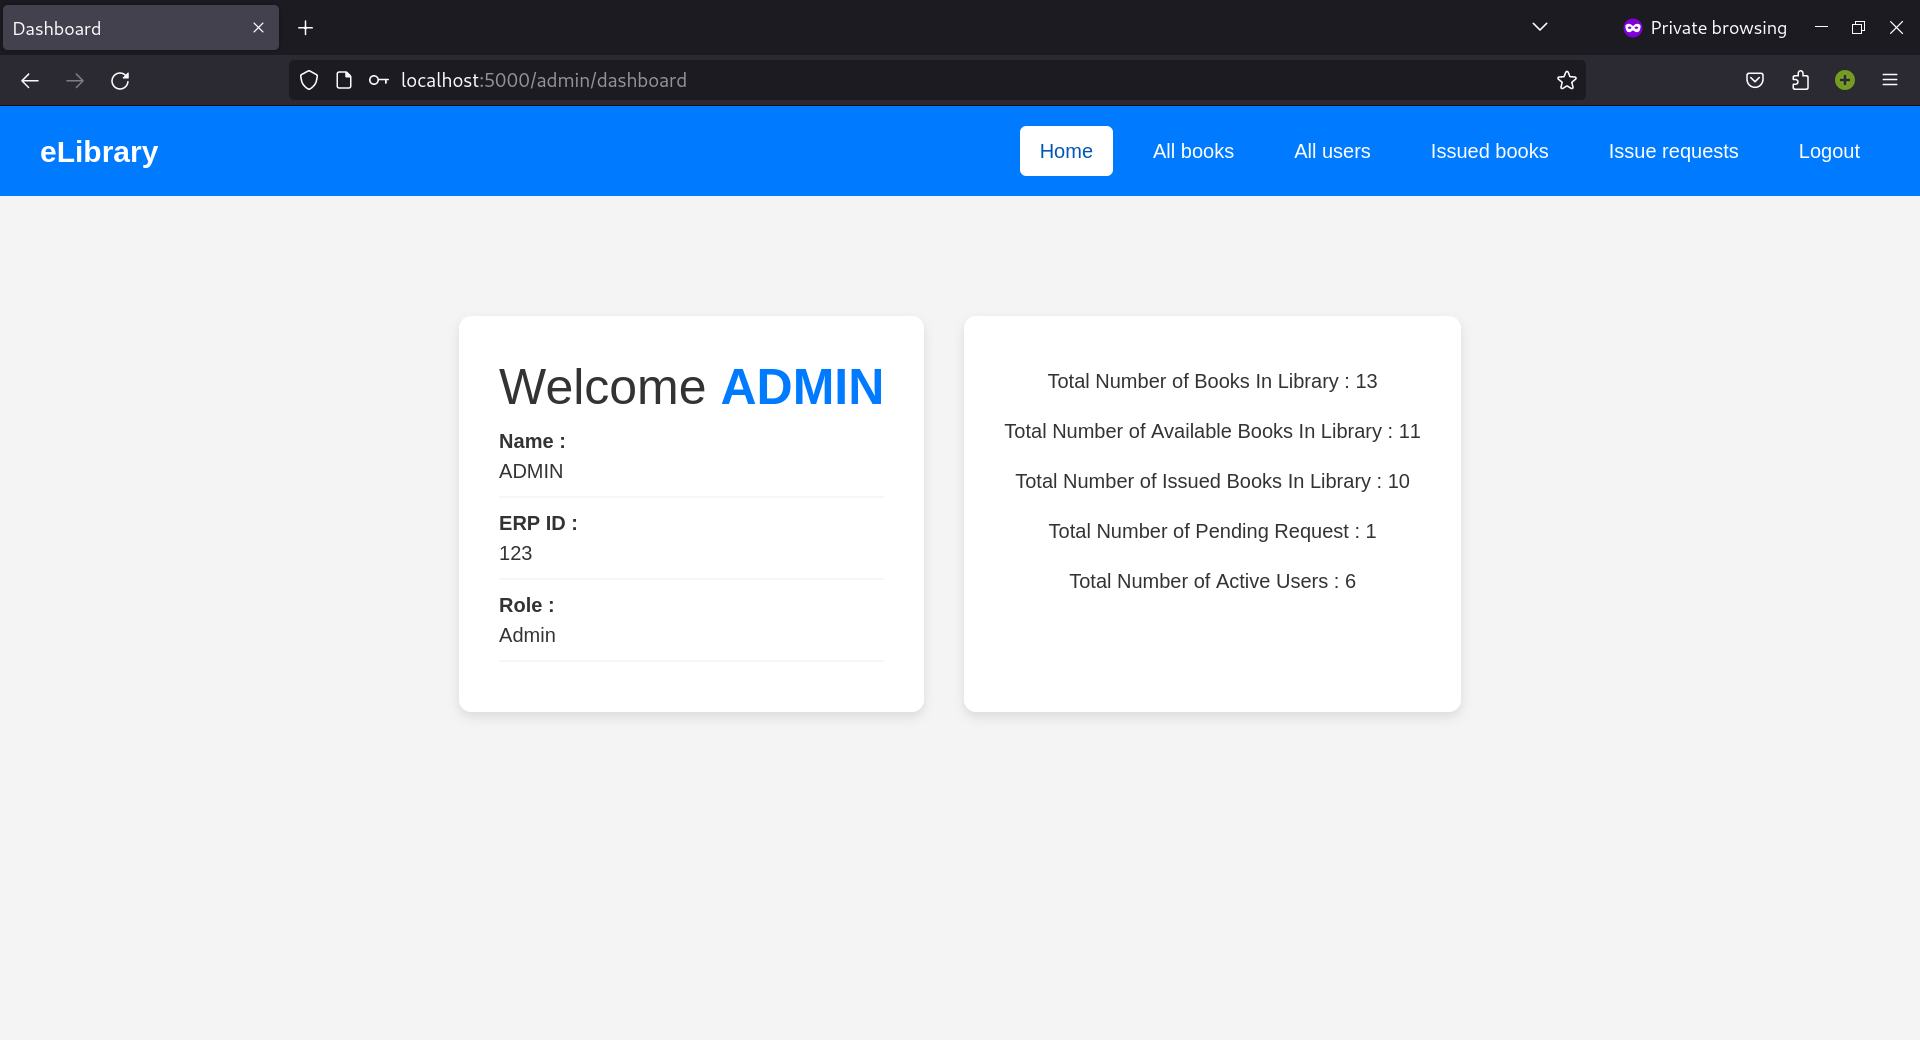 Dashboard
Private browsing
localhost:5000/admin/dashboard
eLibrary
Home
All books
All users
Issued books
Issue requests
Logout
Welcome ADMIN
Name :
ADMIN
ERP ID :
123
Role :
Admin
Total Number of Books In Library : 13
Total Number of Available Books In Library : 11
Total Number of Issued Books In Library : 10
Total Number of Pending Request : 1
Total Number of Active Users : 6